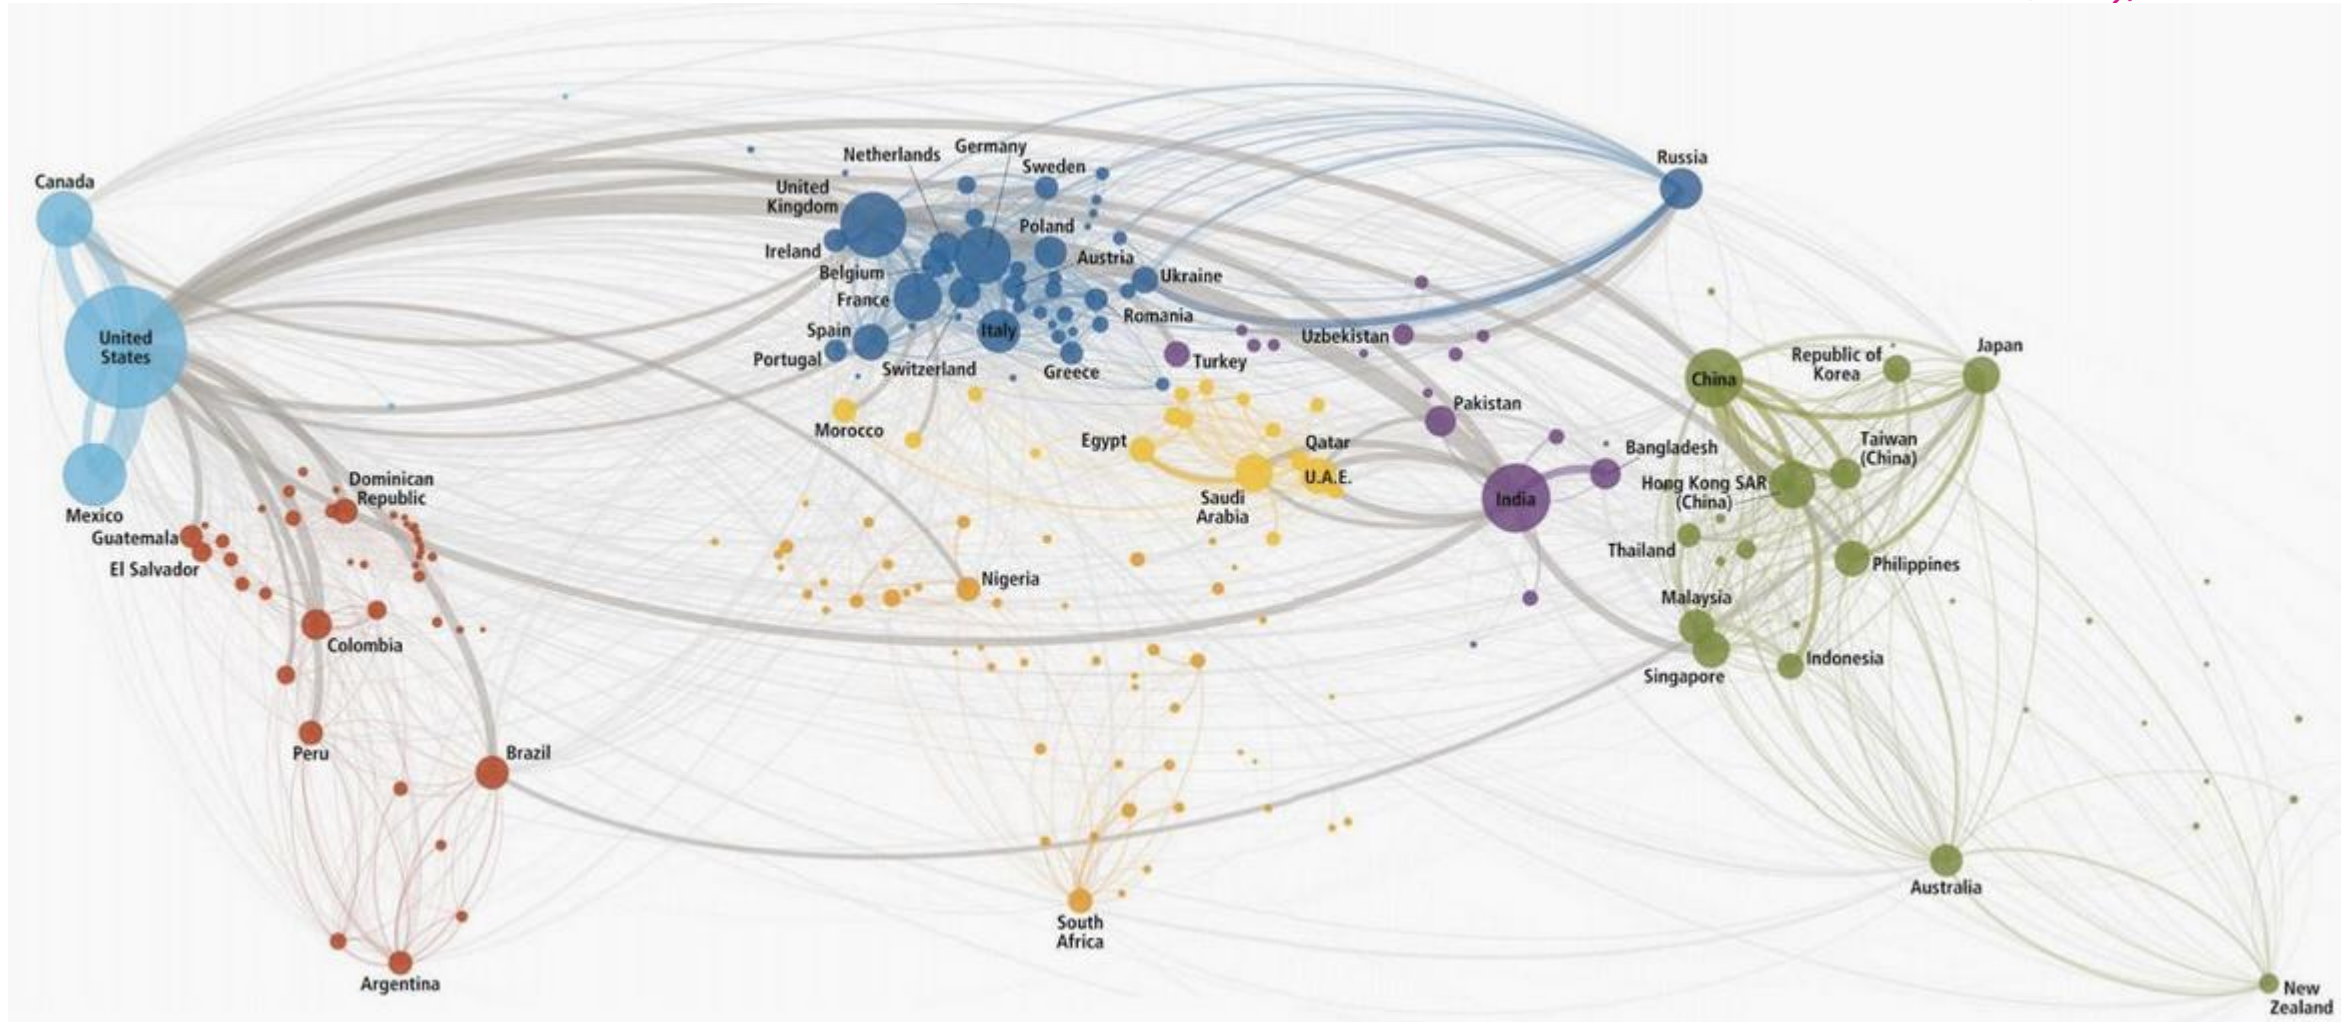 Canada
United
States
Mexico
Guatemala
El Salvador
Dominican
Republic
Colombia
Peru
Brazil
Argentina
Netherlands
Germany
Sweden
United
Kingdom
Poland
Ireland
Austria
Belgium
Ukraine
France
Romania
Spain
Italy
Portugal
Switzerland
Greece
Turkey
Morocco
Egypt
Qatar
U.A.E.
Saudi
Arabia
Nigeria
South
Africa
Russia
Uzbekistan
Pakistan
Bangladesh
India
China
Republic of
Korea
Japan
Taiwan
(China)
Hong Kong SAR
(China)
Thailand
Philippines
Malaysia
Singapore
Indonesia
Australia
New
Zealand